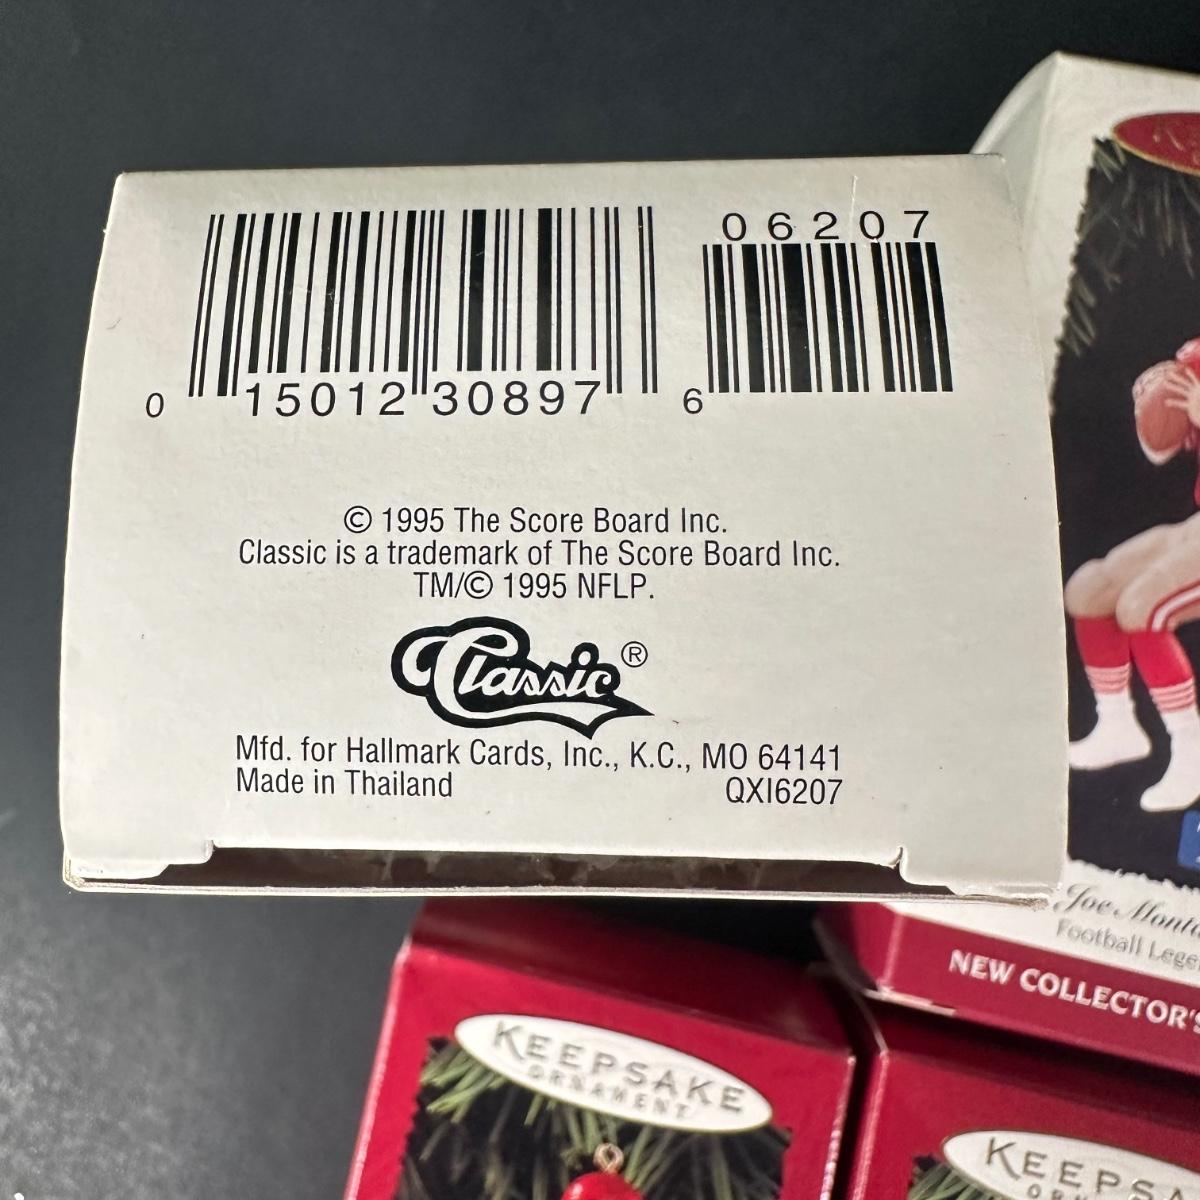 06207
0 15012 30897 6
© 1995 The Score Board Inc.
Classic is a trademark of The Score Board Inc.
TM/© 1995 NFLP.
Classic®
Mfd. for Hallmark Cards, Inc., K.C., MO 64141
Made in Thailand QXI6207
Joe
Football
NEW COLLECTOR'S
KEEPSAKE
ORNAMENT